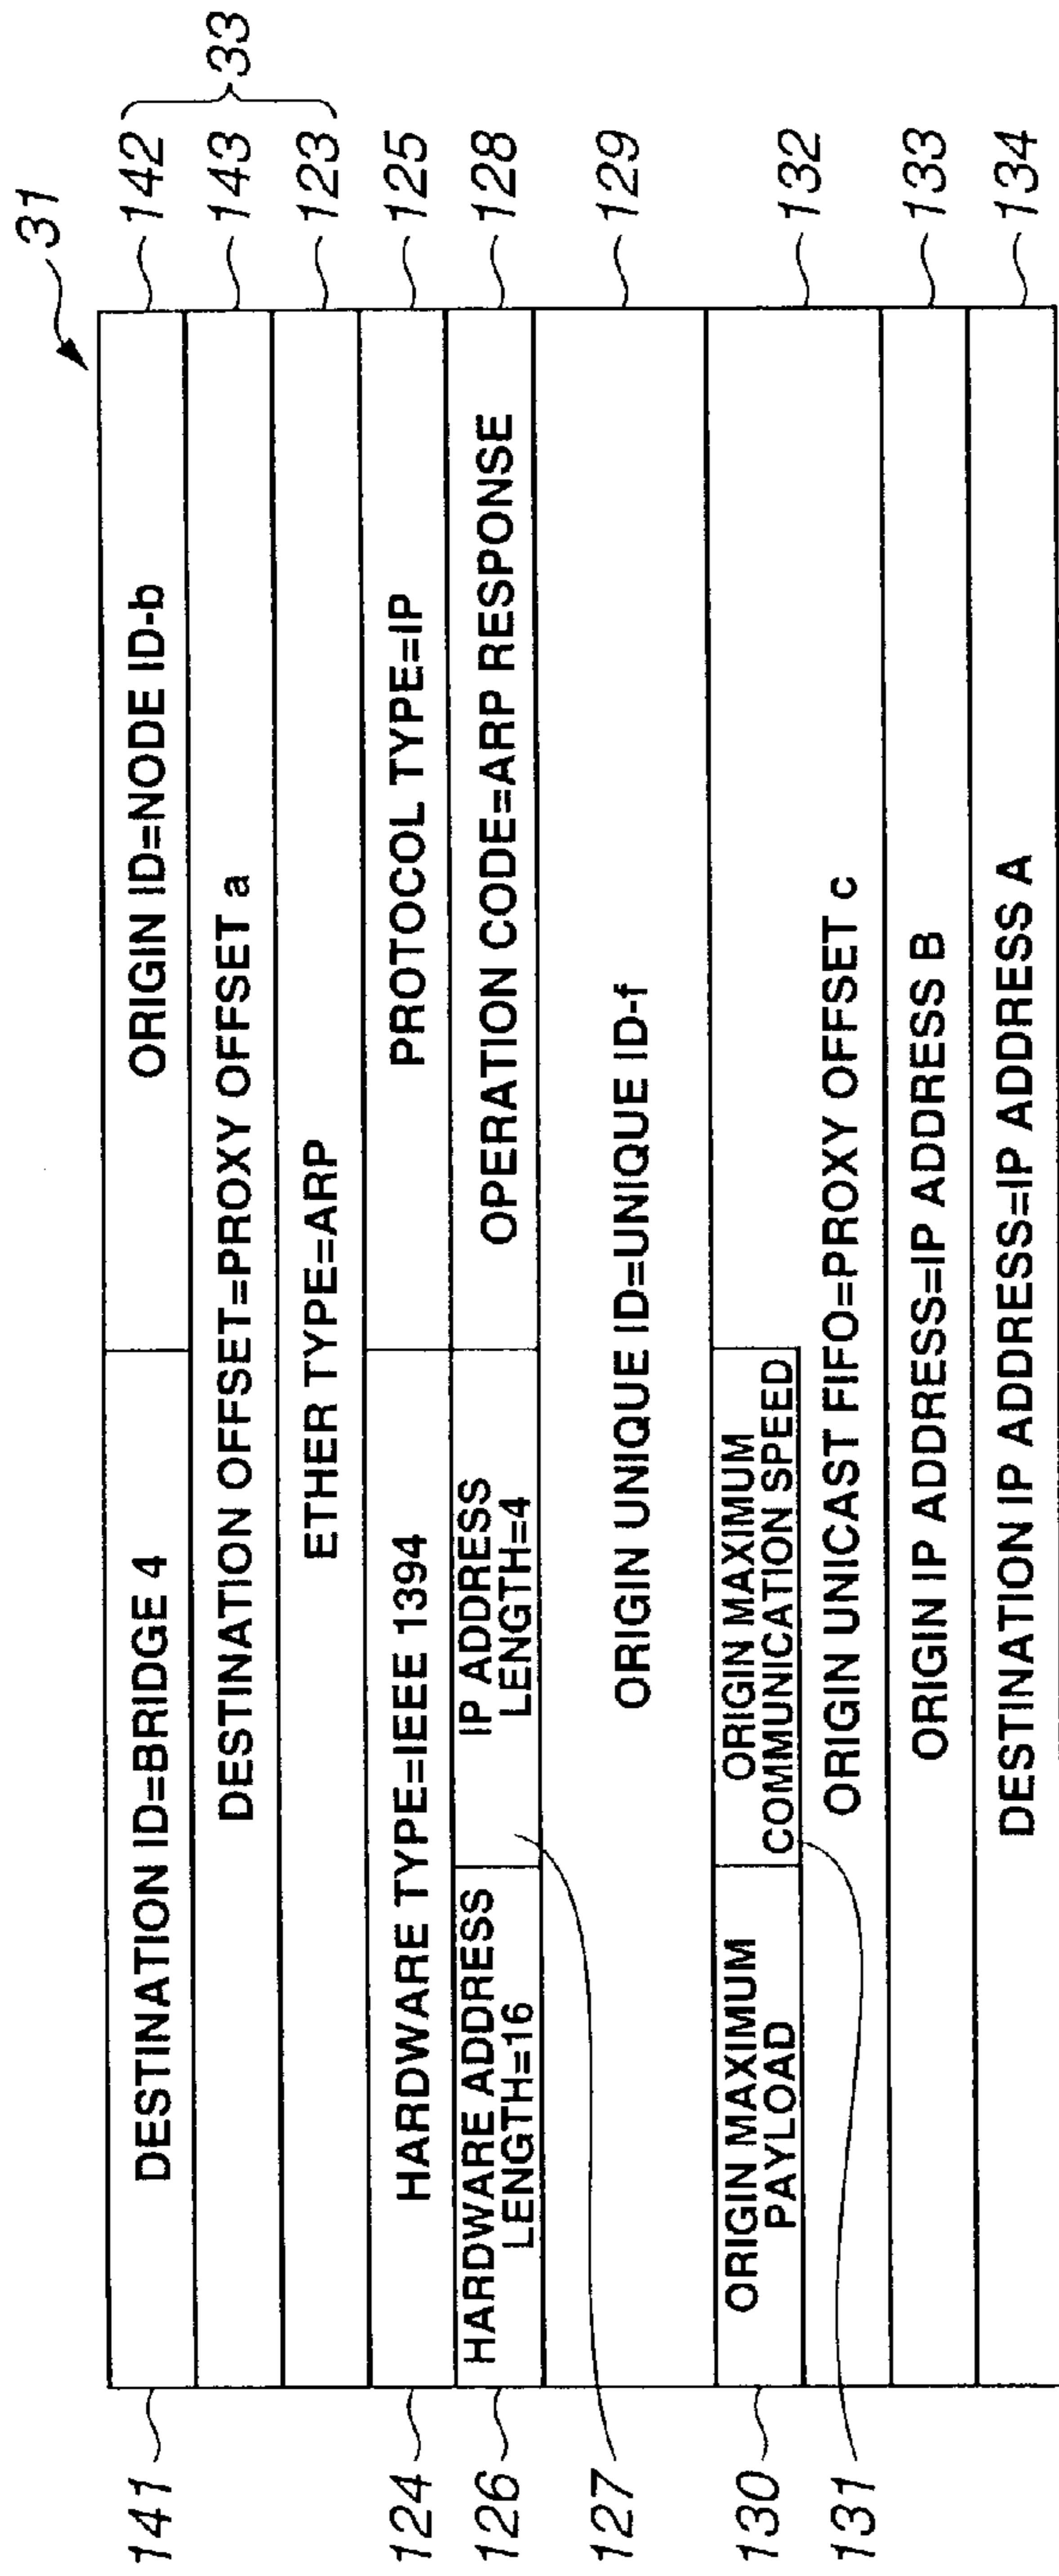 31
141
DESTINATION ID=BRIDGE 4
ORIGIN ID=NODE ID-b
142
DESTINATION OFFSET=PROXY OFFSET a
143
33
ETHER TYPE=ARP
123
124
HARDWARE TYPE=IEEE 1394
PROTOCOL TYPE=IP
125
126
HARDWARE ADDRESS
LENGTH=16
IP ADDRESS
LENGTH=4
OPERATION CODE=ARP RESPONSE
128
127
ORIGIN UNIQUE ID=UNIQUE ID-f
129
130
ORIGIN MAXIMUM
PAYLOAD
ORIGIN MAXIMUM
COMMUNICATION SPEED
131
ORIGIN UNICAST FIFO=PROXY OFFSET c
132
ORIGIN IP ADDRESS=IP ADDRESS B
133
DESTINATION IP ADDRESS=IP ADDRESS A
134